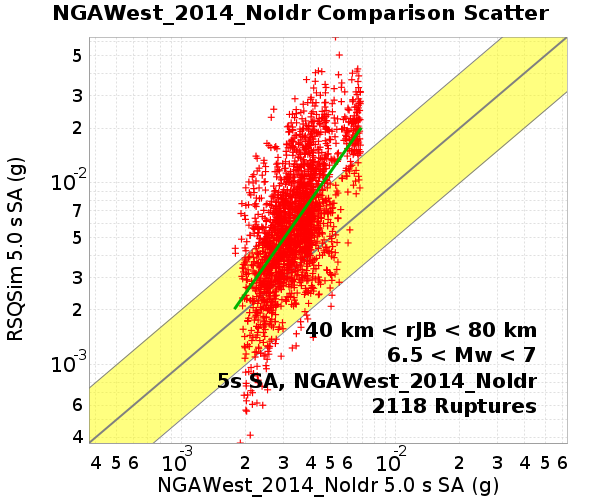 NGAWest_2014_NoIdr Comparison Scatter
RSQSim 5.0 s SA (g)
5
3
2
10-2
7
5
3
2
10-3
6
4
40 km < rJB < 80 km
6.5 < Mw < 7
5s SA, NGAWest_2014_NoIdr
2118 Ruptures
4 5 6 10-3 2 3 4 5 6 10-2 2 3 4 5 6
NGAWest_2014_NoIdr 5.0 s SA (g)